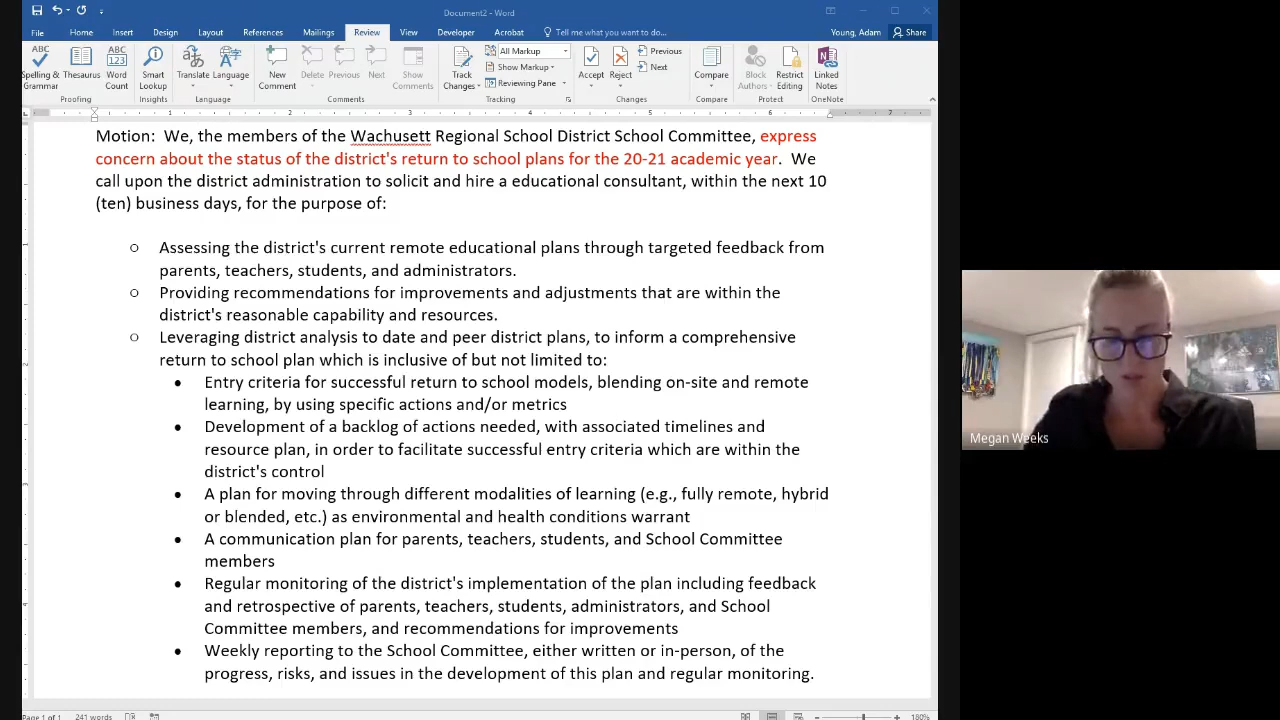 Document2 - Word
File Home Insert Design Layout References Mailings Review View Developer Acrobat Tell me what you want to do... Young, Adam Share
Spelling & Grammar Thesaurus Word Count Smart Lookup Translate Language New Comment Delete Previous Next Show Comments Track Changes All Markup Show Markup Reviewing Pane Accept Reject Previous Next Compare Block Authors Restrict Editing Linked Notes
Proofing Insights Language Comments Tracking Changes Compare Protect OneNote
1 2 3 4 5 6 7
Motion: We, the members of the Wachusett Regional School District School Committee, express
concern about the status of the district's return to school plans for the 20-21 academic year. We
call upon the district administration to solicit and hire a educational consultant, within the next 10
(ten) business days, for the purpose of:
Assessing the district's current remote educational plans through targeted feedback from
parents, teachers, students, and administrators.
Providing recommendations for improvements and adjustments that are within the
district's reasonable capability and resources.
Leveraging district analysis to date and peer district plans, to inform a comprehensive
return to school plan which is inclusive of but not limited to:
Entry criteria for successful return to school models, blending on-site and remote
learning, by using specific actions and/or metrics
Development of a backlog of actions needed, with associated timelines and
resource plan, in order to facilitate successful entry criteria which are within the
district's control
A plan for moving through different modalities of learning (e.g., fully remote, hybrid
or blended, etc.) as environmental and health conditions warrant
A communication plan for parents, teachers, students, and School Committee
members
Regular monitoring of the district's implementation of the plan including feedback
and retrospective of parents, teachers, students, administrators, and School
Committee members, and recommendations for improvements
Weekly reporting to the School Committee, either written or in-person, of the
progress, risks, and issues in the development of this plan and regular monitoring.
Page 1 of 1 241 words 180%
Megan Weeks